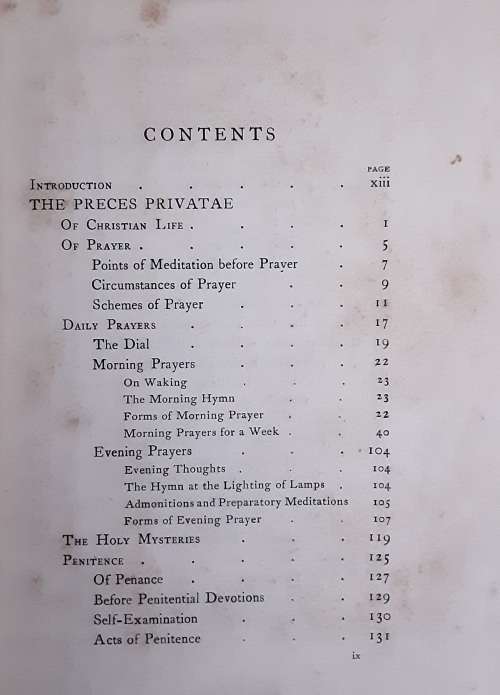 CONTENTS
PAGE
INTRODUCTION . . . . . xiii
THE PRECES PRIVATAE
OF CHRISTIAN LIFE . . . . . 1
OF PRAYER . . . . . 5
Points of Meditation before Prayer . 7
Circumstances of Prayer . . 9
Schemes of Prayer . . . 11
DAILY PRAYERS . . . . 17
The Dial . . . . 19
Morning Prayers . . . 22
On Waking . . . 23
The Morning Hymn . . 23
Forms of Morning Prayer . . 22
Morning Prayers for a Week . . 40
Evening Prayers . . . 104
Evening Thoughts . . . 104
The Hymn at the Lighting of Lamps . 104
Admonitions and Preparatory Meditations 105
Forms of Evening Prayer . . 107
THE HOLY MYSTERIES . . . 119
PENITENCE . . . . . 125
Of Penance . . . . 127
Before Penitential Devotions . . 129
Self-Examination . . . 130
Acts of Penitence . . . 131
ix